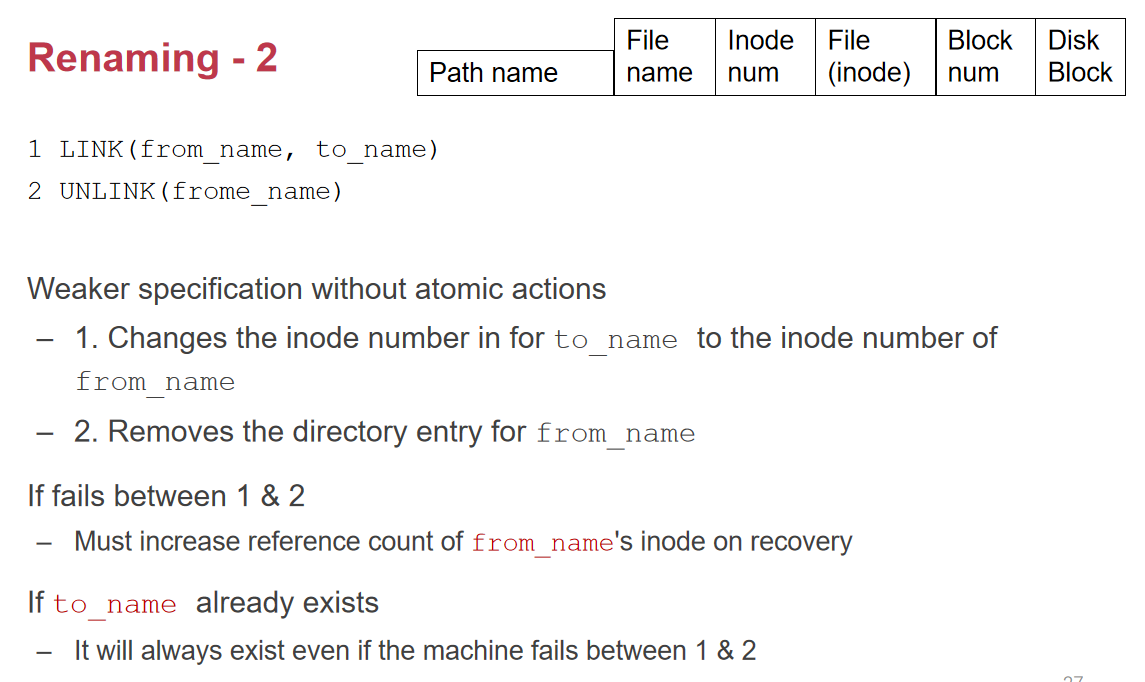 Renaming - 2
Path name
File name
Inode num
File (inode)
Block num
Disk Block
1 LINK(from_name, to_name)
2 UNLINK(frome_name)
Weaker specification without atomic actions
– 1. Changes the inode number in for to_name to the inode number of
from_name
– 2. Removes the directory entry for from_name
If fails between 1 & 2
– Must increase reference count of from_name's inode on recovery
If to_name already exists
– It will always exist even if the machine fails between 1 & 2